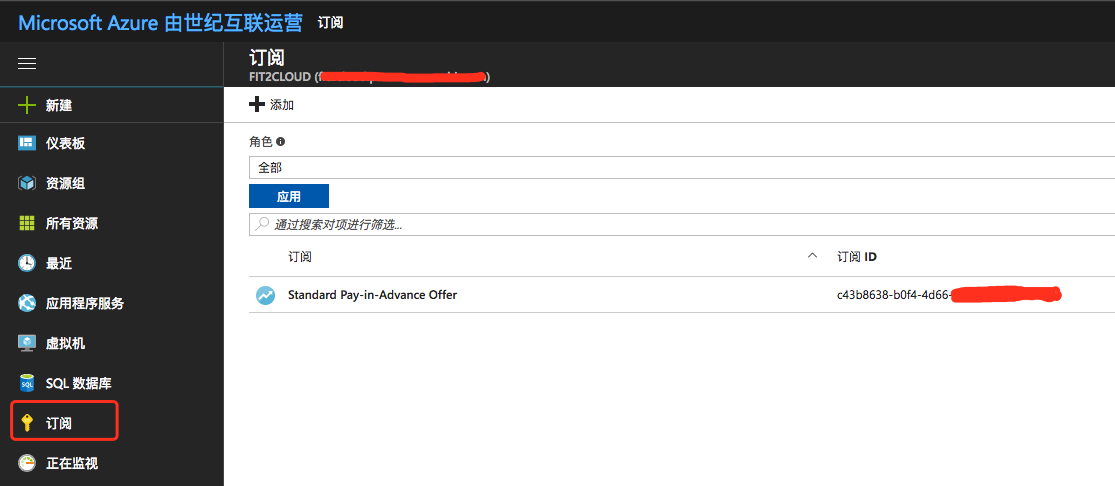 Microsoft Azure 由世纪互联运营 订阅
订阅
FIT2CLOUD (
新建
添加
仪表板
角色
全部
资源组
应用
所有资源
通过搜索对项进行筛选...
订阅 订阅 ID
最近
Standard Pay-in-Advance Offer c43b8638-b0f4-4d66-
应用程序服务
虚拟机
SQL 数据库
订阅
正在监视